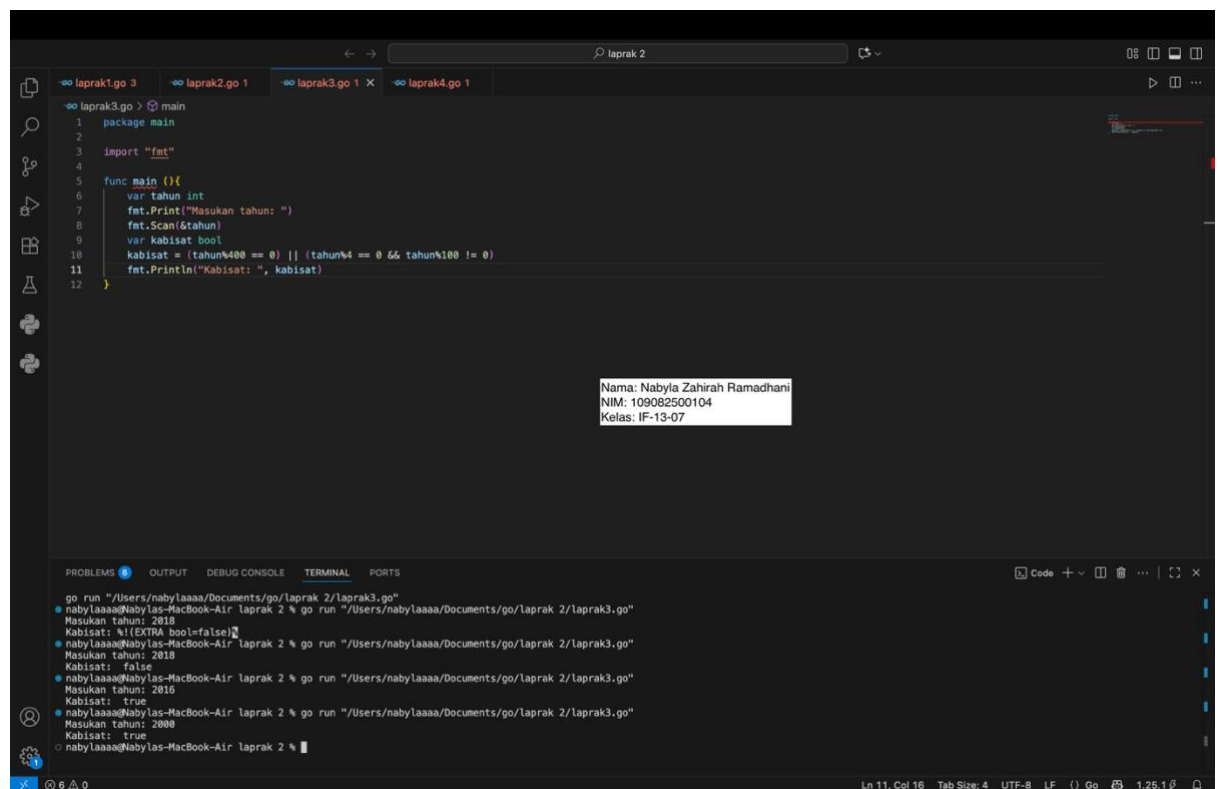 laprak 2
laprak1.go 3
laprak2.go 1
laprak3.go 1
laprak4.go 1
laprak3.go > main
1 package main
2
3 import "fmt"
4
5 func main (){
6 var tahun int
7 fmt.Print("Masukan tahun: ")
8 fmt.Scan(&tahun)
9 var kabisat bool
10 kabisat = (tahun%400 == 0) || (tahun%4 == 0 && tahun%100 != 0)
11 fmt.Println("Kabisat: ", kabisat)
12 }
Nama: Nabyla Zahirah Ramadhani
NIM: 109082500104
Kelas: IF-13-07
PROBLEMS 6 OUTPUT DEBUG CONSOLE TERMINAL PORTS
Code
go run "/Users/nabylaaaa/Documents/go/laprak 2/laprak3.go"
nabylaaaa@Nabylas-MacBook-Air laprak 2 % go run "/Users/nabylaaaa/Documents/go/laprak 2/laprak3.go"
Masukan tahun: 2018
Kabisat: %!(EXTRA bool=false)%
nabylaaaa@Nabylas-MacBook-Air laprak 2 % go run "/Users/nabylaaaa/Documents/go/laprak 2/laprak3.go"
Masukan tahun: 2018
Kabisat:  false
nabylaaaa@Nabylas-MacBook-Air laprak 2 % go run "/Users/nabylaaaa/Documents/go/laprak 2/laprak3.go"
Masukan tahun: 2016
Kabisat:  true
nabylaaaa@Nabylas-MacBook-Air laprak 2 % go run "/Users/nabylaaaa/Documents/go/laprak 2/laprak3.go"
Masukan tahun: 2000
Kabisat:  true
nabylaaaa@Nabylas-MacBook-Air laprak 2 %
1
6 0
Ln 11, Col 16 Tab Size: 4 UTF-8 LF {} Go 1.25.1